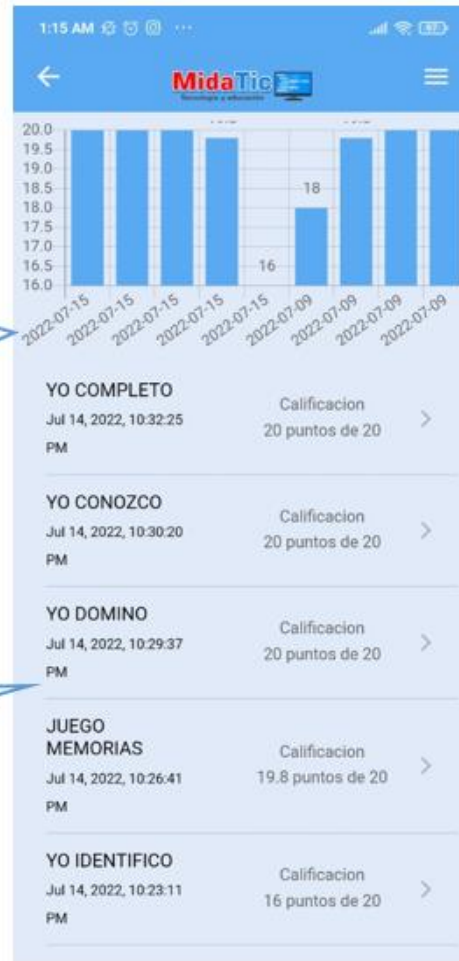 1:15 AM
97
MidaTic
Tecnología y educación
20.0
19.5
19.0
18.5
18
18.0
17.5
17.0
16.5
16
16.0
2022-07-15 2022-07-15 2022-07-15 2022-07-15 2022-07-15 2022-07-09 2022-07-09 2022-07-09 2022-07-09
YO COMPLETO
Jul 14, 2022, 10:32:25
PM
Calificacion
20 puntos de 20
YO CONOZCO
Jul 14, 2022, 10:30:20
PM
Calificacion
20 puntos de 20
YO DOMINO
Jul 14, 2022, 10:29:37
PM
Calificacion
20 puntos de 20
JUEGO
MEMORIAS
Jul 14, 2022, 10:26:41
PM
Calificacion
19.8 puntos de 20
YO IDENTIFICO
Jul 14, 2022, 10:23:11
PM
Calificacion
16 puntos de 20